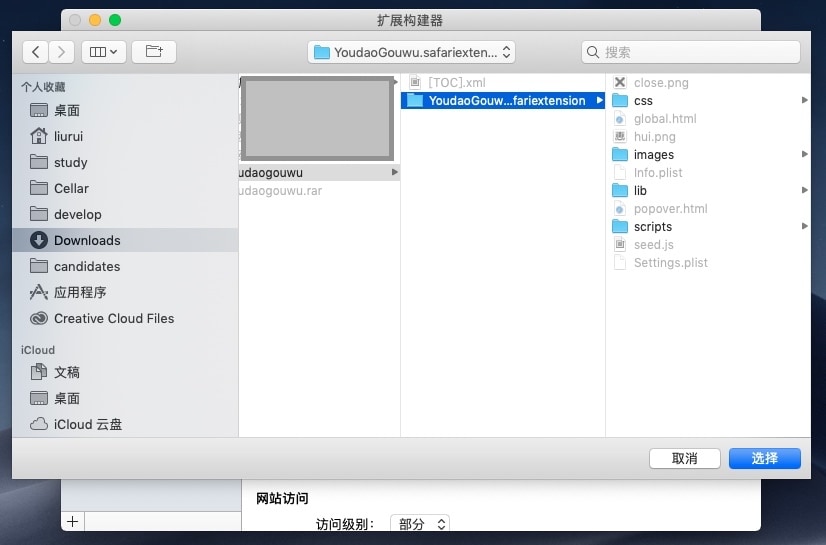 扩展构建器
YoudaoGouwu.safariexten...
搜索
个人收藏
桌面
liurui
study
Cellar
develop
Downloads
candidates
应用程序
Creative Cloud Files
iCloud
文稿
桌面
iCloud 云盘
udaogouwu
udaogouwu.rar
[TOC].xml
YoudaoGouw...fariextension
close.png
css
global.html
hui.png
images
Info.plist
lib
popover.html
scripts
seed.js
Settings.plist
取消
选择
网站访问
访问级别：
部分